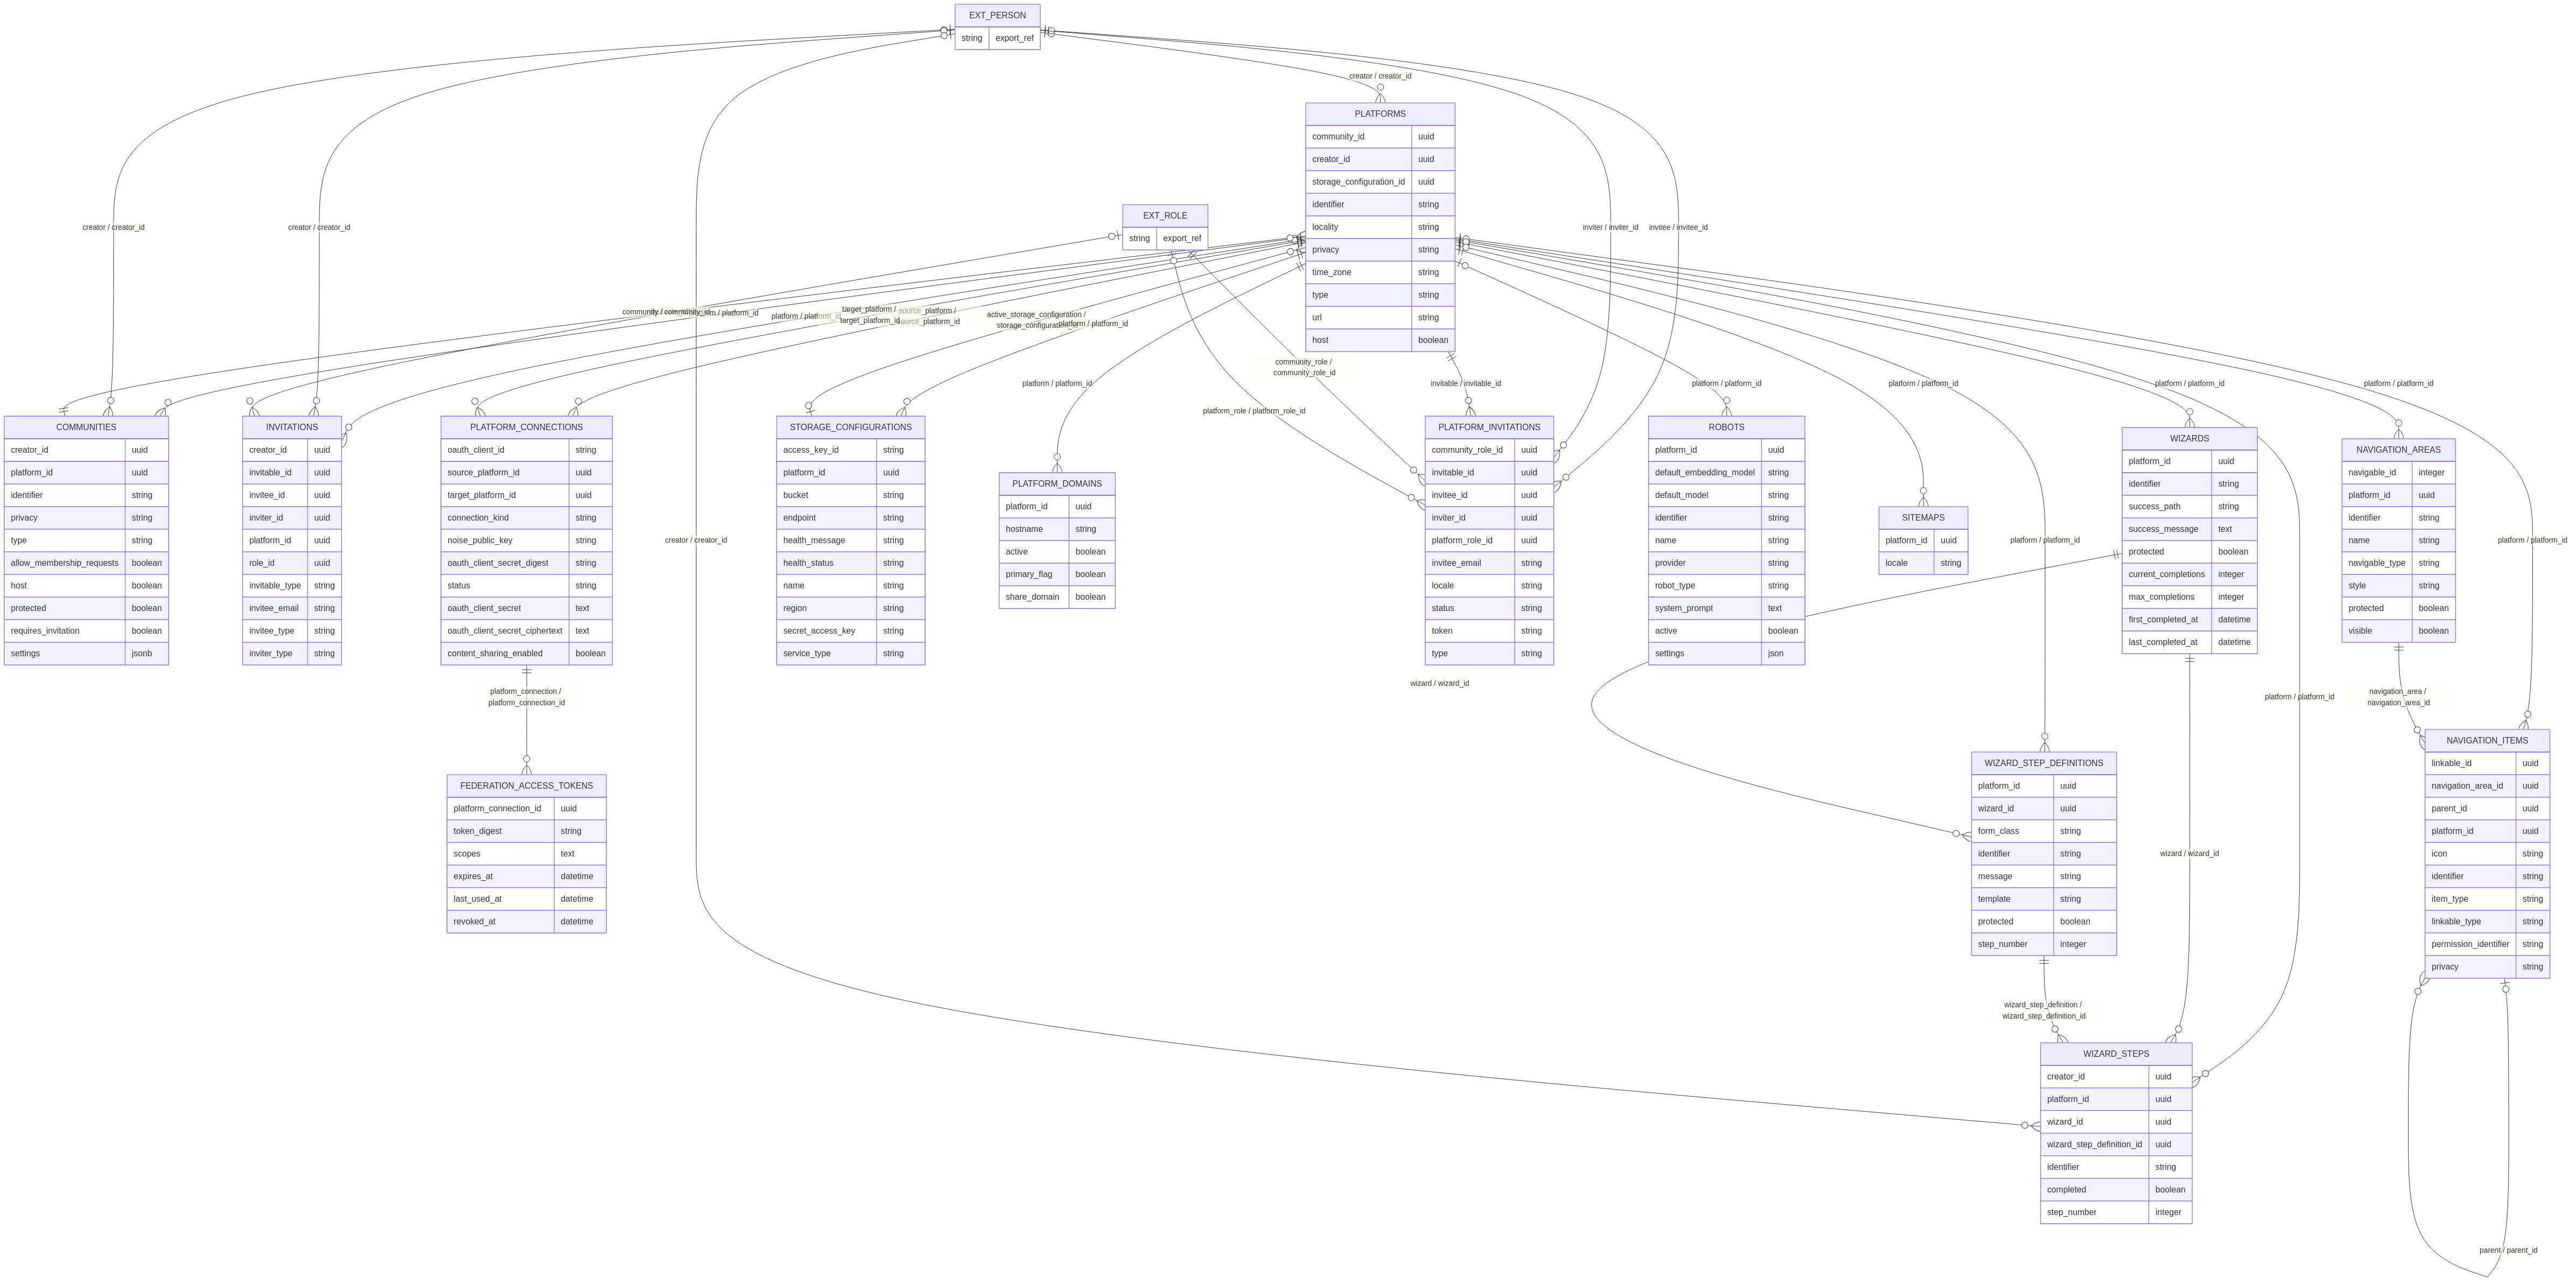 EXT_PERSON
string export_ref
creator / creator_id
PLATFORMS
community_id uuid
creator_id uuid
storage_configuration_id uuid
identifier string
locality string
privacy string
time_zone string
type string
url string
host boolean
EXT_ROLE
string export_ref
creator / creator_id
creator / creator_id
inviter / inviter_id
invitee / invitee_id
community / community_id
platform / platform_id
platform / platform_id
target_platform /
target_platform_id
source_platform /
source_platform_id
active_storage_configuration /
platform / platform_id
community_role /
community_role_id
platform / platform_id
platform_role / platform_role_id
invitable / invitable_id
platform / platform_id
platform / platform_id
platform / platform_id
platform / platform_id
COMMUNITIES
creator_id uuid
platform_id uuid
identifier string
privacy string
type string
allow_membership_requests boolean
host boolean
protected boolean
requires_invitation boolean
settings jsonb
INVITATIONS
creator_id uuid
invitable_id uuid
invitee_id uuid
inviter_id uuid
platform_id uuid
role_id uuid
invitable_type string
invitee_email string
invitee_type string
inviter_type string
PLATFORM_CONNECTIONS
oauth_client_id string
source_platform_id uuid
target_platform_id uuid
connection_kind string
noise_public_key string
oauth_client_secret_digest string
status string
oauth_client_secret text
oauth_client_secret_ciphertext text
content_sharing_enabled boolean
creator / creator_id
STORAGE_CONFIGURATIONS
access_key_id string
platform_id uuid
bucket string
endpoint string
health_message string
health_status string
name string
region string
secret_access_key string
service_type string
PLATFORM_DOMAINS
platform_id uuid
hostname string
active boolean
primary_flag boolean
share_domain boolean
PLATFORM_INVITATIONS
community_role_id uuid
invitable_id uuid
invitee_id uuid
inviter_id uuid
platform_role_id uuid
invitee_email string
locale string
status string
token string
type string
ROBOTS
platform_id uuid
default_embedding_model string
default_model string
identifier string
name string
provider string
robot_type string
system_prompt text
active boolean
settings json
SITEMAPS
platform_id uuid
locale string
platform / platform_id
WIZARDS
platform_id uuid
identifier string
success_path string
success_message text
protected boolean
current_completions integer
max_completions integer
first_completed_at datetime
last_completed_at datetime
NAVIGATION_AREAS
navigable_id integer
platform_id uuid
identifier string
name string
navigable_type string
style string
protected boolean
visible boolean
platform / platform_id
platform_connection /
platform_connection_id
wizard / wizard_id
platform / platform_id
navigation_area /
navigation_area_id
FEDERATION_ACCESS_TOKENS
platform_connection_id uuid
token_digest string
scopes text
expires_at datetime
last_used_at datetime
revoked_at datetime
WIZARD_STEP_DEFINITIONS
platform_id uuid
wizard_id uuid
form_class string
identifier string
message string
template string
protected boolean
step_number integer
wizard / wizard_id
NAVIGATION_ITEMS
linkable_id uuid
navigation_area_id uuid
parent_id uuid
platform_id uuid
icon string
identifier string
item_type string
linkable_type string
permission_identifier string
privacy string
wizard_step_definition /
wizard_step_definition_id
WIZARD_STEPS
creator_id uuid
platform_id uuid
wizard_id uuid
wizard_step_definition_id uuid
identifier string
completed boolean
step_number integer
parent / parent_id